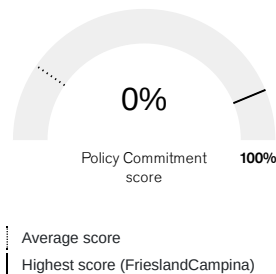 0%
Policy Commitment 100%
score
Average score
Highest score (FrieslandCampina)